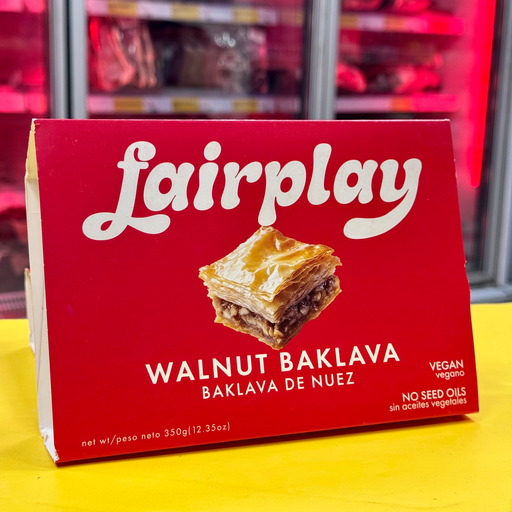 fairplay
WALNUT BAKLAVA
BAKLAVA DE NUEZ
VEGAN
vegano
NO SEED OILS
sin aceites vegetales
net wt/peso neto 350g(12.35oz)